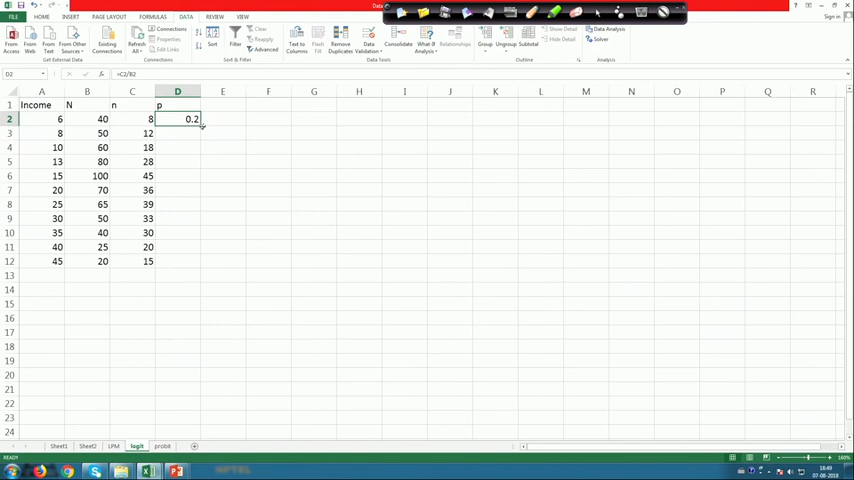 Data
FILE HOME INSERT PAGE LAYOUT FORMULAS DATA REVIEW VIEW Sign in
From Access From Web From Text From Other Sources Existing Connections Refresh All Connections Properties Edit Links Sort Filter Clear Reapply Advanced Text to Columns Remove Duplicates Data Validation Consolidate What-If Analysis Relationships Group Ungroup Subtotal Show Detail Hide Detail Data Analysis Solver
Get External Data Connections Sort & Filter Data Tools Outline Analysis
D2 fx =C2/B2
A B C D E F G H I J K L M N O P Q R
1 Income N n p
2 6 40 8 0.2
3 8 50 12
4 10 60 18
5 13 80 28
6 15 100 45
7 20 70 36
8 25 65 39
9 30 50 33
10 35 40 30
11 40 25 20
12 45 20 15
13
14
15
16
17
18
19
20
21
22
23
24
Sheet1 Sheet2 LPM logit probit
160%
NPTEL
18:49
07-08-2018